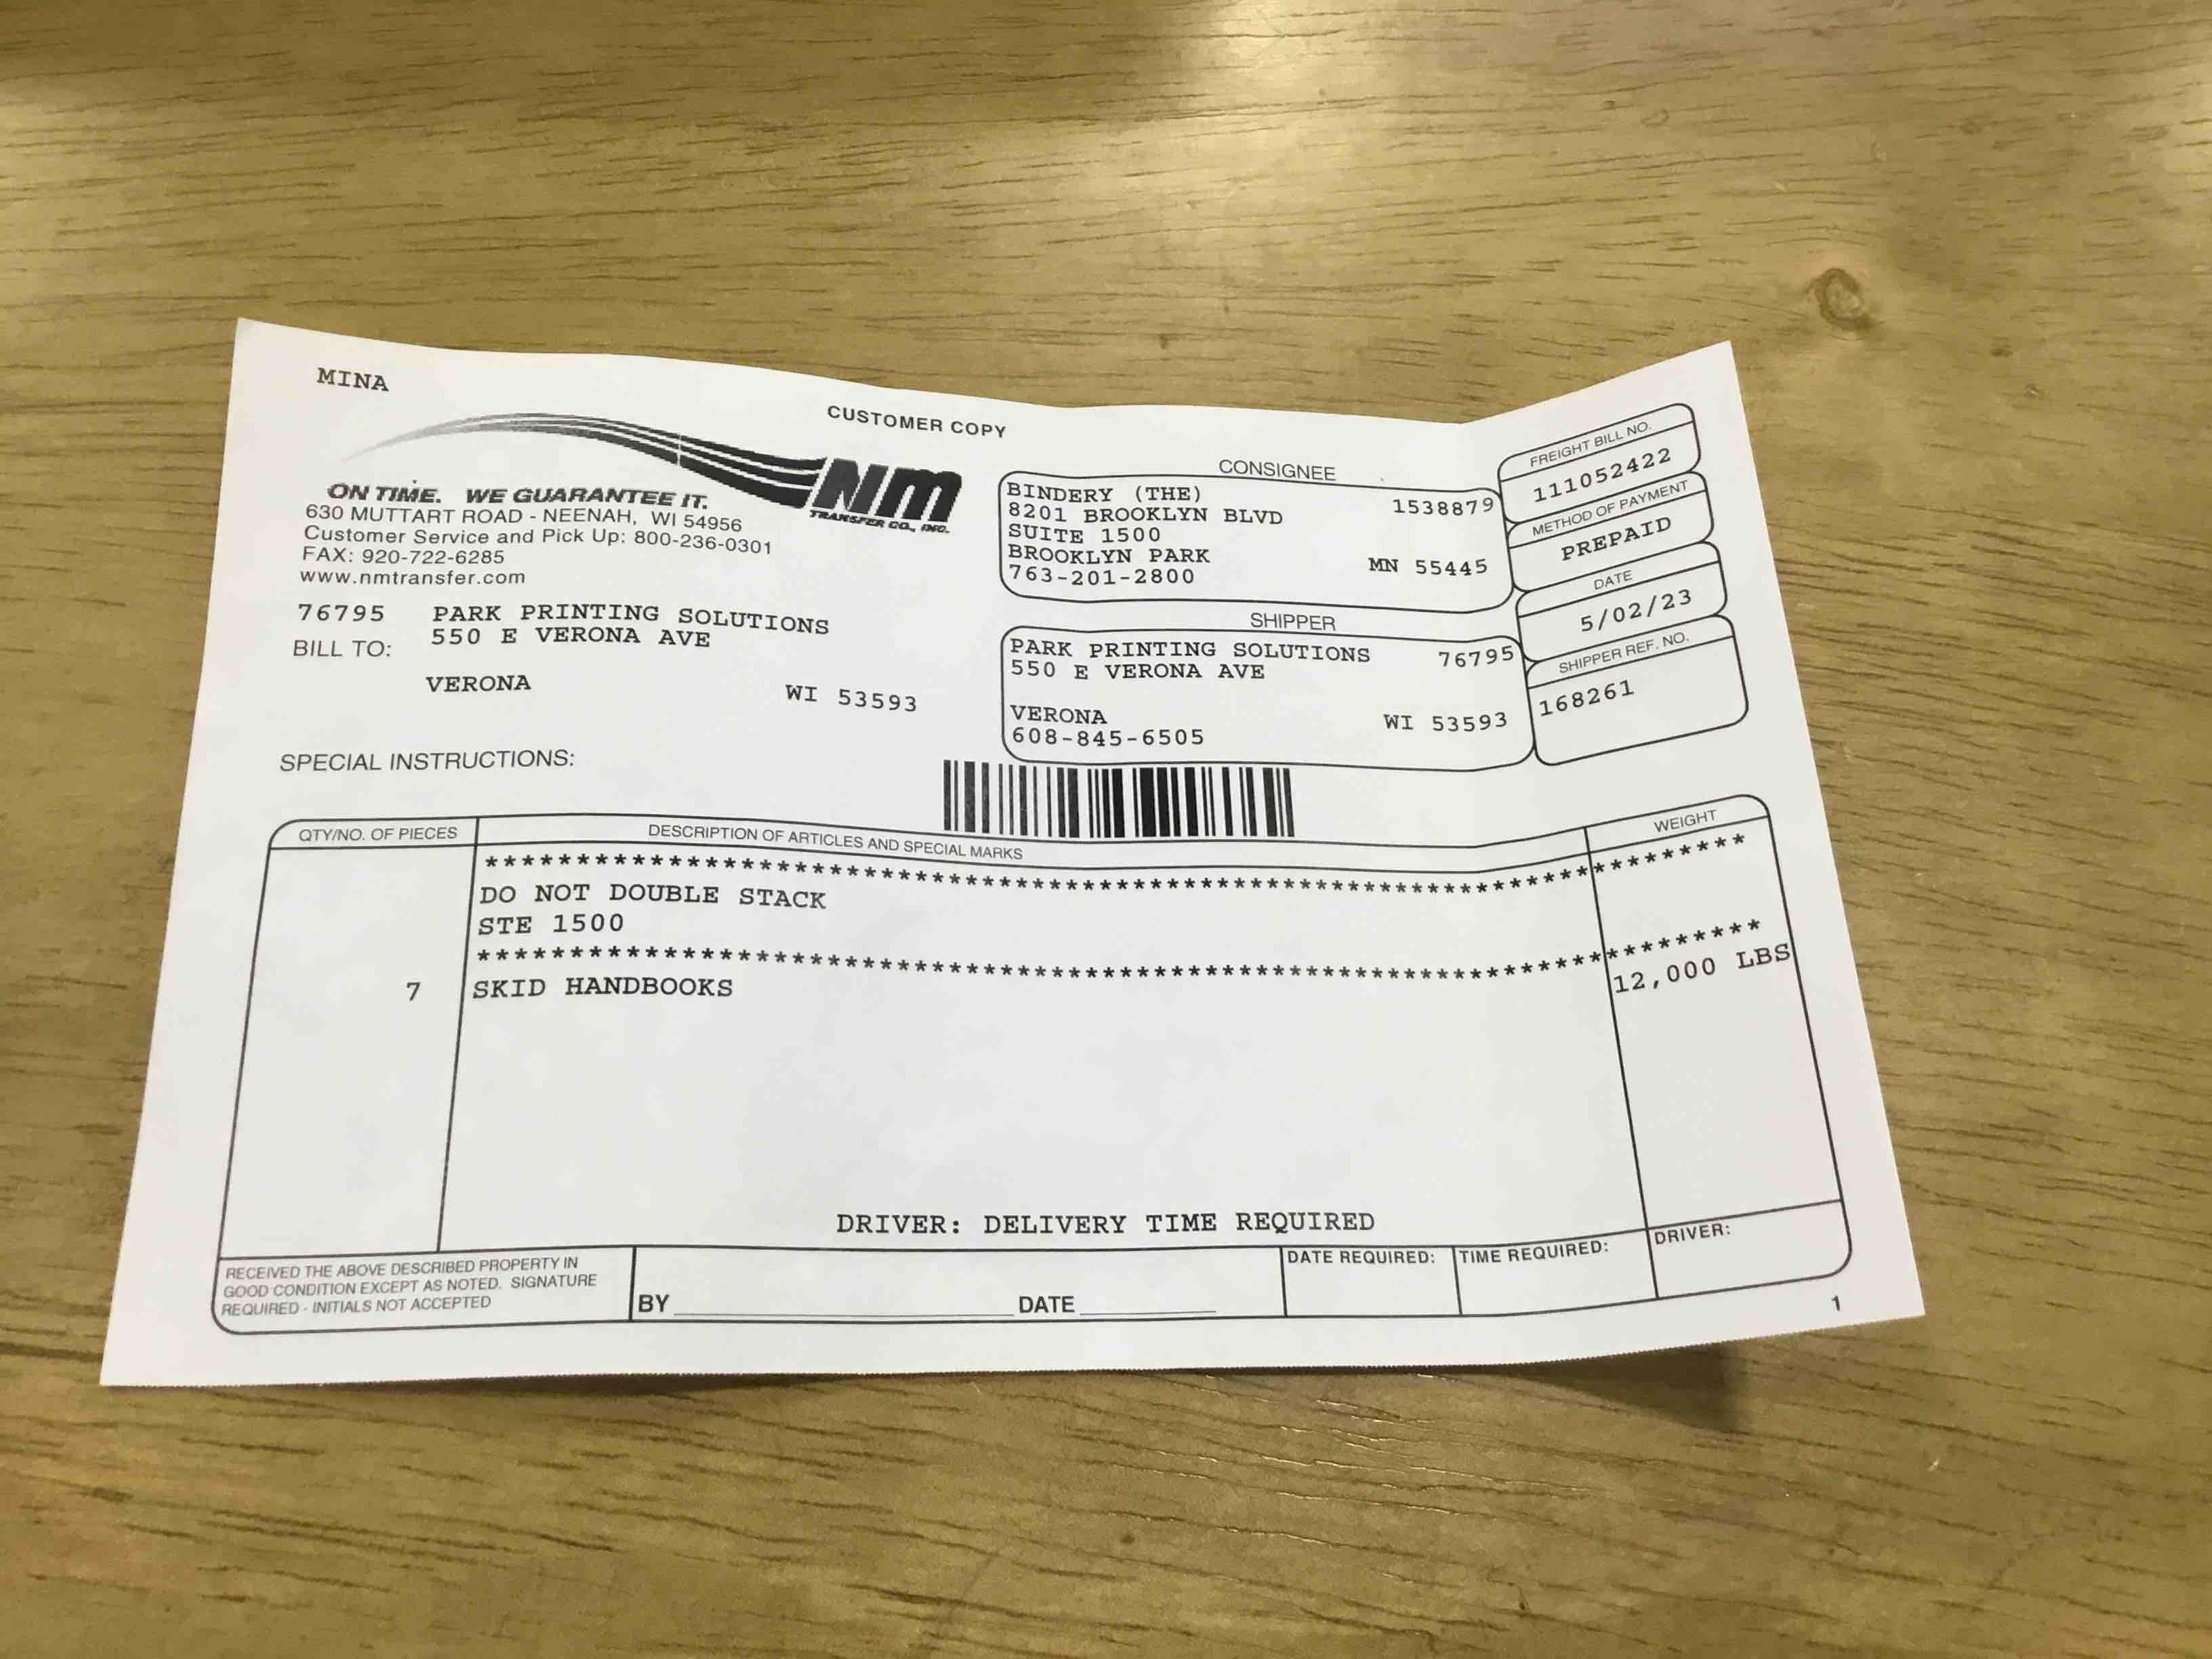 MINA
CUSTOMER COPY
NM
TRANSFER CO., INC.
ON TIME. WE GUARANTEE IT.
630 MUTTART ROAD - NEENAH, WI 54956
Customer Service and Pick Up: 800-236-0301
FAX: 920-722-6285
www.nmtransfer.com
76795 PARK PRINTING SOLUTIONS
BILL TO: 550 E VERONA AVE
VERONA WI 53593
CONSIGNEE
BINDERY (THE) 1538879
8201 BROOKLYN BLVD
SUITE 1500
BROOKLYN PARK MN 55445
763-201-2800
SHIPPER
PARK PRINTING SOLUTIONS 76795
550 E VERONA AVE
VERONA WI 53593
608-845-6505
FREIGHT BILL NO.
111052422
METHOD OF PAYMENT
PREPAID
DATE
5/02/23
SHIPPER REF. NO.
168261
SPECIAL INSTRUCTIONS:
QTY/NO. OF PIECES DESCRIPTION OF ARTICLES AND SPECIAL MARKS WEIGHT
**********************************************************************
DO NOT DOUBLE STACK
STE 1500
**********************************************************************
7 SKID HANDBOOKS 12,000 LBS
DRIVER: DELIVERY TIME REQUIRED
RECEIVED THE ABOVE DESCRIBED PROPERTY IN
GOOD CONDITION EXCEPT AS NOTED. SIGNATURE
REQUIRED - INITIALS NOT ACCEPTED
BY DATE
DATE REQUIRED: TIME REQUIRED: DRIVER:
1